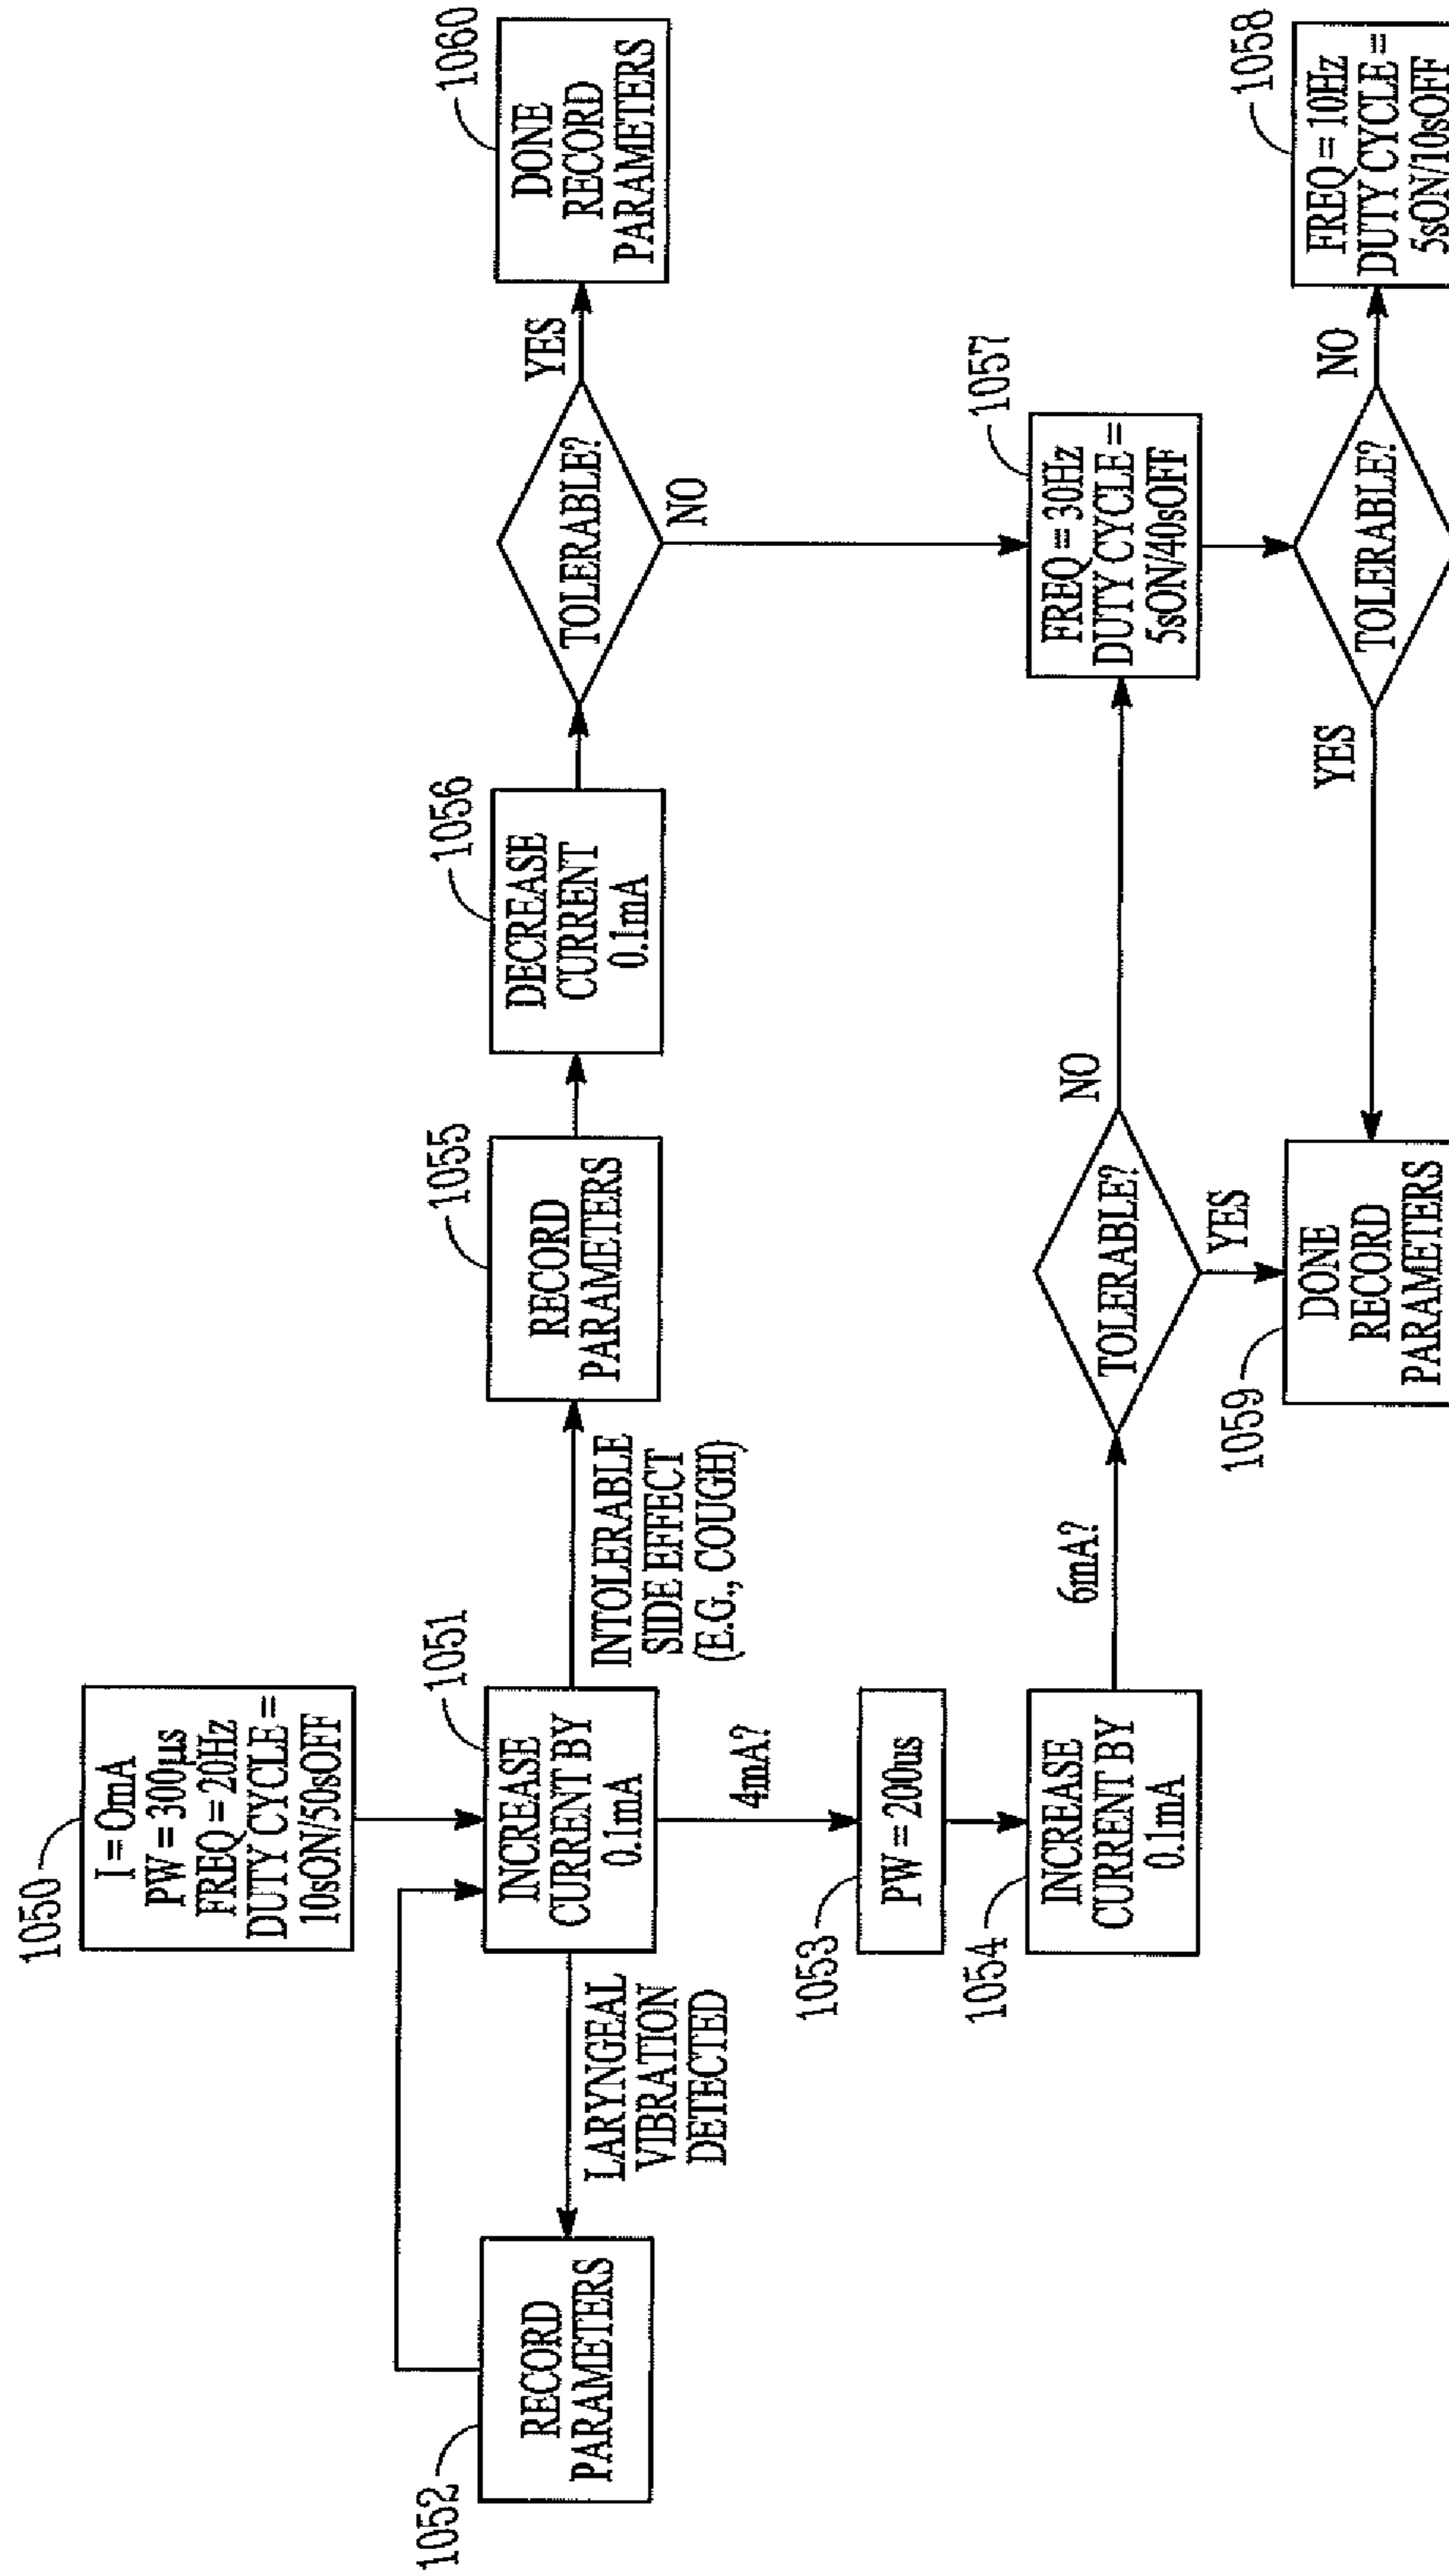 1050
I = 0mA
PW = 300µs
FREQ = 20Hz
DUTY CYCLE =
10sON/50sOFF
1052
RECORD
PARAMETERS
LARYNGEAL
VIBRATION
DETECTED
1051
INCREASE
CURRENT BY
0.1mA
INTOLERABLE
SIDE EFFECT
(E.G., COUGH)
1055
RECORD
PARAMETERS
1056
DECREASE
CURRENT
0.1mA
TOLERABLE?
YES
NO
1060
DONE
RECORD
PARAMETERS
4mA?
1053
PW = 200us
1054
INCREASE
CURRENT BY
0.1mA
6mA?
TOLERABLE?
NO
YES
1057
FREQ = 30Hz
DUTY CYCLE =
5sON/40sOFF
1059
DONE
RECORD
PARAMETERS
YES
TOLERABLE?
NO
1058
FREQ = 10Hz
DUTY CYCLE =
5sON/10sOFF